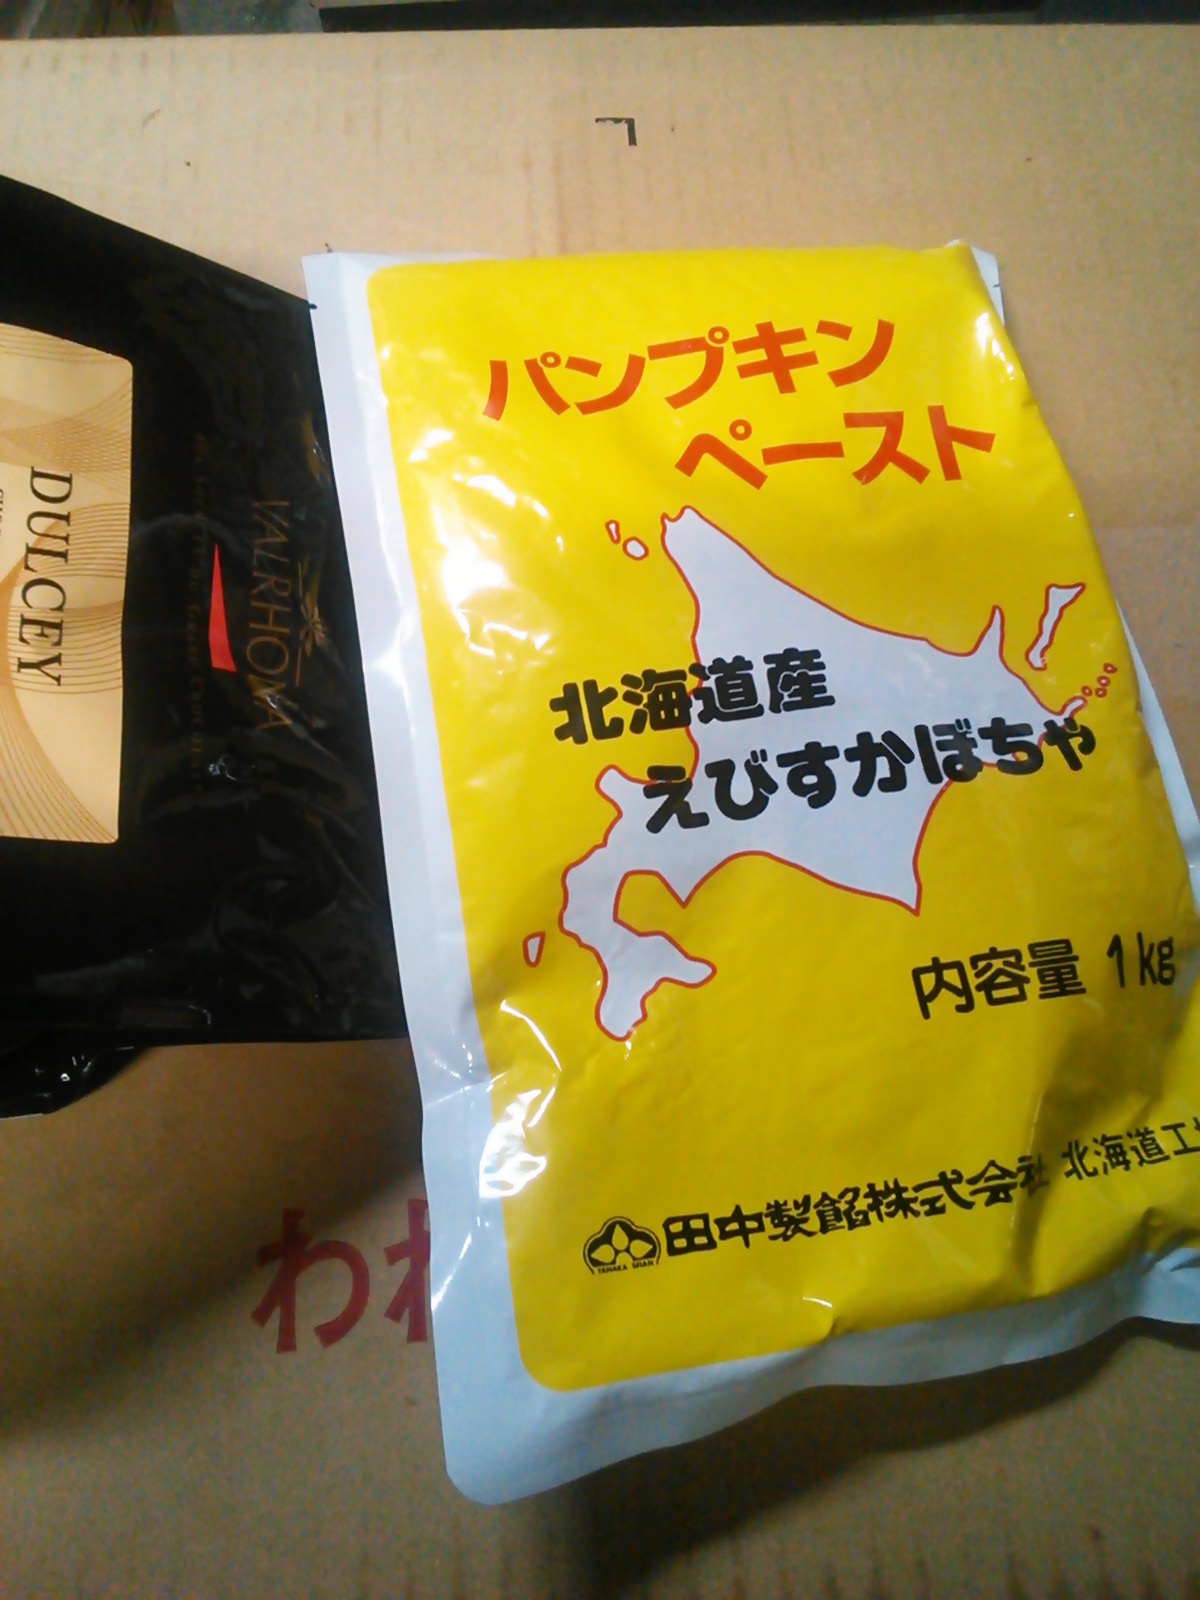 パンプキン
ペースト
北海道産
えびすかぼちゃ
内容量 1kg
田中製餡株式会社 北海道工
TANAKA SEIAN
DULCEY
VALRHONA
わ